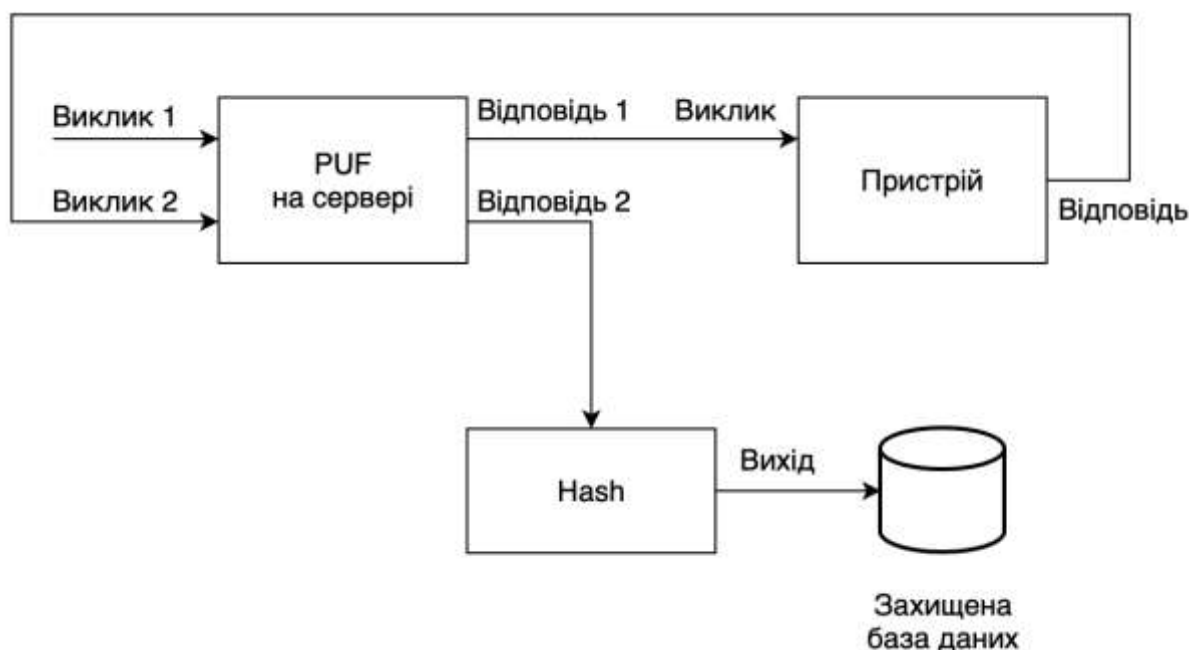 Виклик 1
Виклик 2
PUF
на сервері
Відповідь 1
Відповідь 2
Виклик
Пристрій
Відповідь
Hash
Вихід
Захищена
база даних